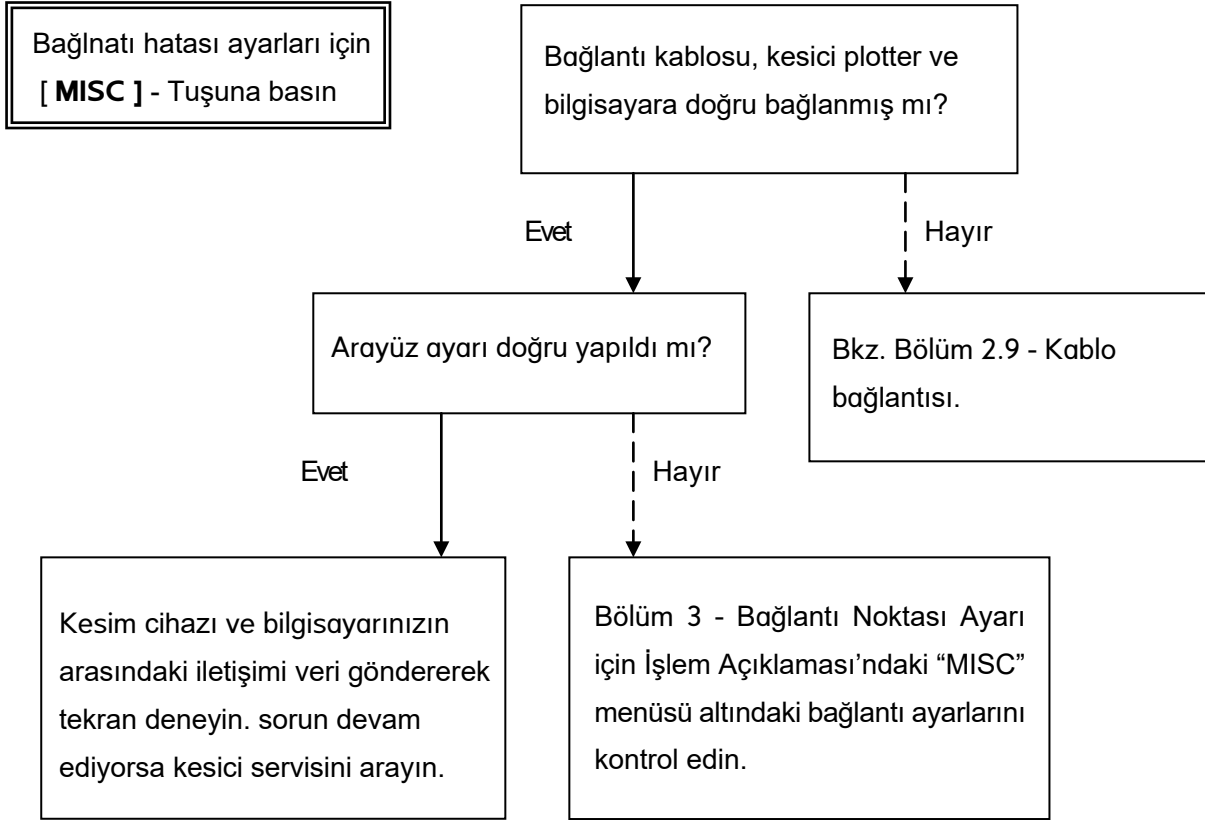 Bağlnatı hatası ayarları için
[ MISC ] - Tuşuna basın
Bağlantı kablosu, kesici plotter ve
bilgisayara doğru bağlanmış mı?
Evet
Hayır
Arayüz ayarı doğru yapıldı mı?
Bkz. Bölüm 2.9 - Kablo
bağlantısı.
Evet
Hayır
Kesim cihazı ve bilgisayarınızın
arasındaki iletişimi veri göndererek
tekran deneyin. sorun devam
ediyorsa kesici servisini arayın.
Bölüm 3 - Bağlantı Noktası Ayarı
için İşlem Açıklaması’ndaki “MISC”
menüsü altındaki bağlantı ayarlarını
kontrol edin.